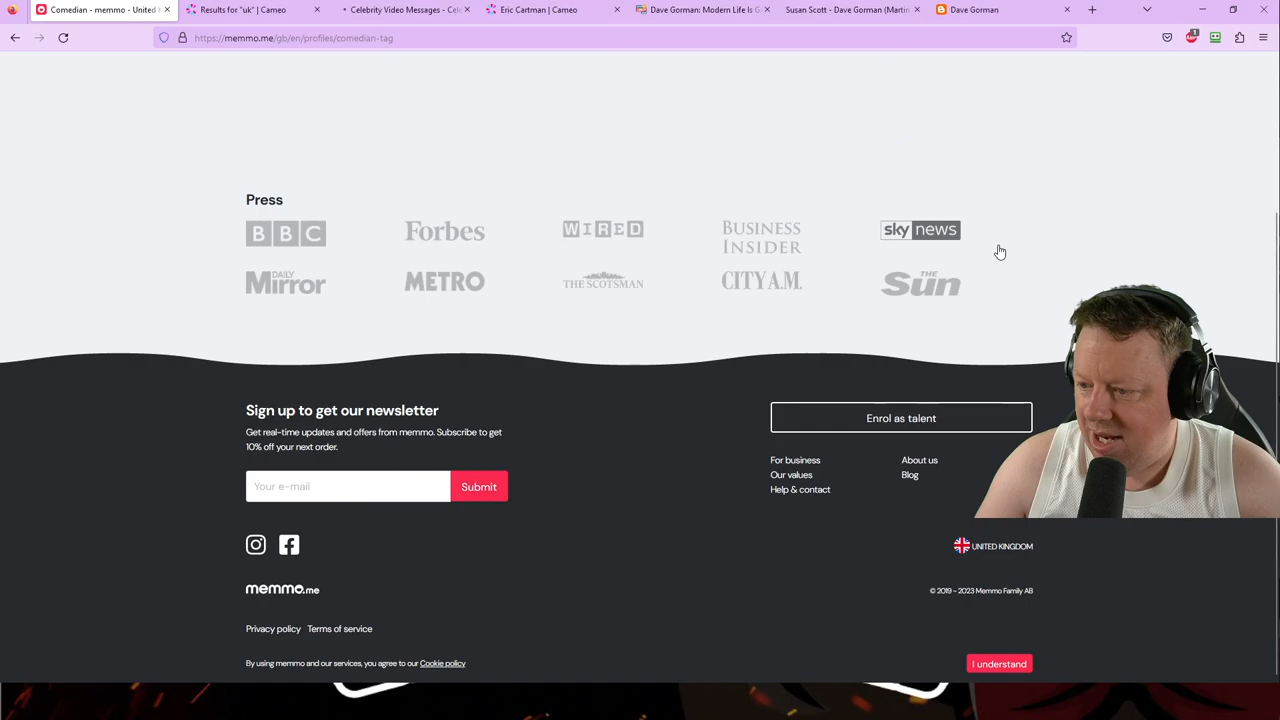 Comedian - memmo - United K
Results for "uk" | Cameo
Celebrity Video Messages - Cele
Eric Cartman | Cameo
Dave Gorman: Modern Life Is G
Susan Scott - Dave Gorman (Martin
Dave Gorman
https://memmo.me/gb/en/profiles/comedian-tag
1
Press
BBC
Forbes
WIRED
BUSINESS INSIDER
sky news
DAILY Mirror
METRO
THE SCOTSMAN
CITY A.M.
THE Sun
Sign up to get our newsletter
Get real-time updates and offers from memmo. Subscribe to get
10% off your next order.
Your e-mail
Submit
Enrol as talent
For business
About us
Our values
Blog
Help & contact
UNITED KINGDOM
memmo.me
© 2019 - 2023 Memmo Family AB
Privacy policy
Terms of service
By using memmo and our services, you agree to our Cookie policy
I understand